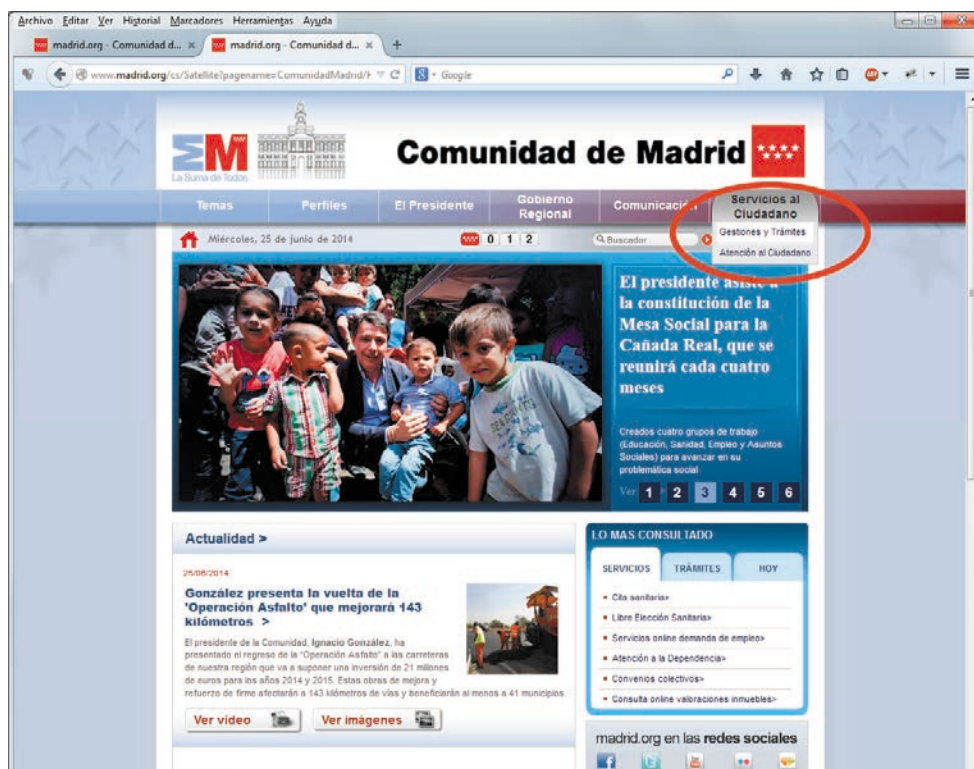 Archivo Editar Ver Historial Marcadores Herramientas Ayuda
madrid.org - Comunidad d... × madrid.org - Comunidad d... × +
www.madrid.org/cs/Satellite?pagename=ComunidadMadrid/ Google
La Suma de Todos
Comunidad de Madrid
Temas Perfiles El Presidente Gobierno Regional Comunicación Servicios al Ciudadano
Gestiones y Trámites
Miércoles, 25 de junio de 2014 0 1 2 Buscador
Atención al Ciudadano
El presidente asiste a
la constitución de la
Mesa Social para la
Cañada Real, que se
reunirá cada cuatro
meses
Creados cuatro grupos de trabajo
(Educación, Sanidad, Empleo y Asuntos
Sociales) para avanzar en su
problemática social
Ver 1 2 3 4 5 6
Actualidad >
25/06/2014
González presenta la vuelta de la
'Operación Asfalto' que mejorará 143
kilómetros >
El presidente de la Comunidad, Ignacio González, ha
presentado el regreso de la "Operación Asfalto" a las carreteras
de nuestra región que va a suponer una inversión de 21 millones
de euros para los años 2014 y 2015. Estas obras de mejora y
refuerzo de firme afectarán a 143 kilómetros de vías y beneficiarán al menos a 41 municipios
Ver vídeo Ver imágenes
LO MAS CONSULTADO
SERVICIOS TRÁMITES HOY
Cita sanitaria>
Libre Elección Sanitaria>
Servicios online demanda de empleo>
Atención a la Dependencia>
Convenios colectivos>
Consulta online valoraciones inmuebles>
madrid.org en las redes sociales